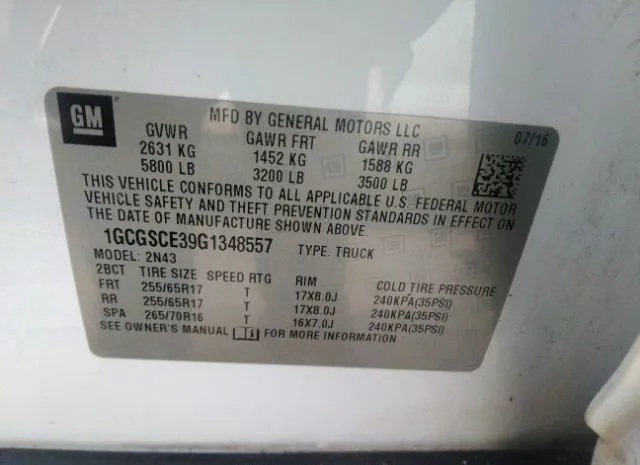 GM
MFD BY GENERAL MOTORS LLC 07/16
GVWR GAWR FRT GAWR RR
2631 KG 1452 KG 1588 KG
5800 LB 3200 LB 3500 LB
THIS VEHICLE CONFORMS TO ALL APPLICABLE U.S. FEDERAL MOTOR
VEHICLE SAFETY AND THEFT PREVENTION STANDARDS IN EFFECT ON
THE DATE OF MANUFACTURE SHOWN ABOVE.
1GCGSCE39G1348557 TYPE: TRUCK
MODEL: 2N43
2BCT TIRE SIZE SPEED RTG RIM COLD TIRE PRESSURE
FRT 255/65R17 T 17X8.0J 240KPA(35PSI)
RR 255/65R17 T 17X8.0J 240KPA(35PSI)
SPA 265/70R16 T 16X7.0J 240KPA(35PSI)
SEE OWNER'S MANUAL FOR MORE INFORMATION